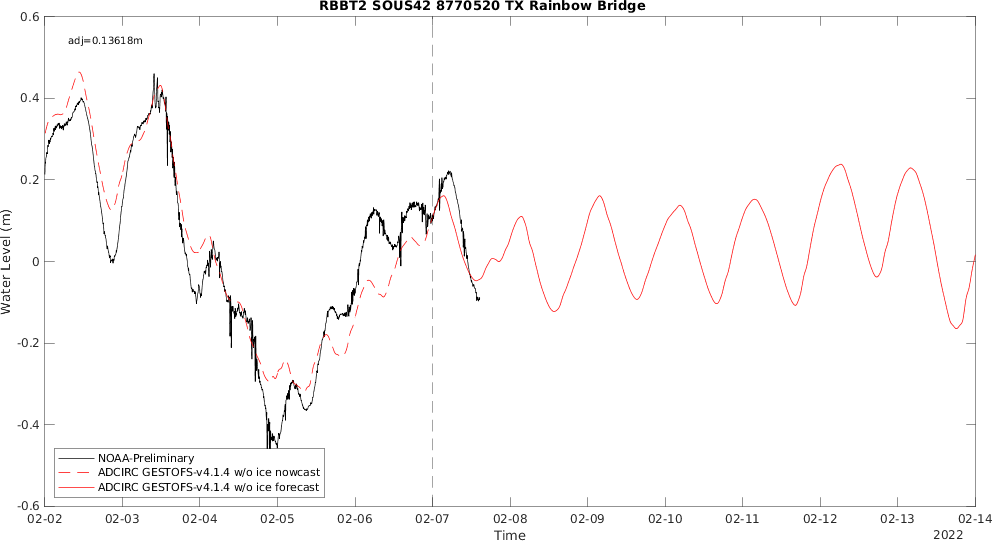 RBBT2 SOUS42 8770520 TX Rainbow Bridge
adj=0.13618m
0.6
0.4
0.2
0
-0.2
-0.4
-0.6
Water Level (m)
NOAA-Preliminary
ADCIRC GESTOFS-v4.1.4 w/o ice nowcast
ADCIRC GESTOFS-v4.1.4 w/o ice forecast
02-02 02-03 02-04 02-05 02-06 02-07 02-08 02-09 02-10 02-11 02-12 02-13 02-14
Time
2022